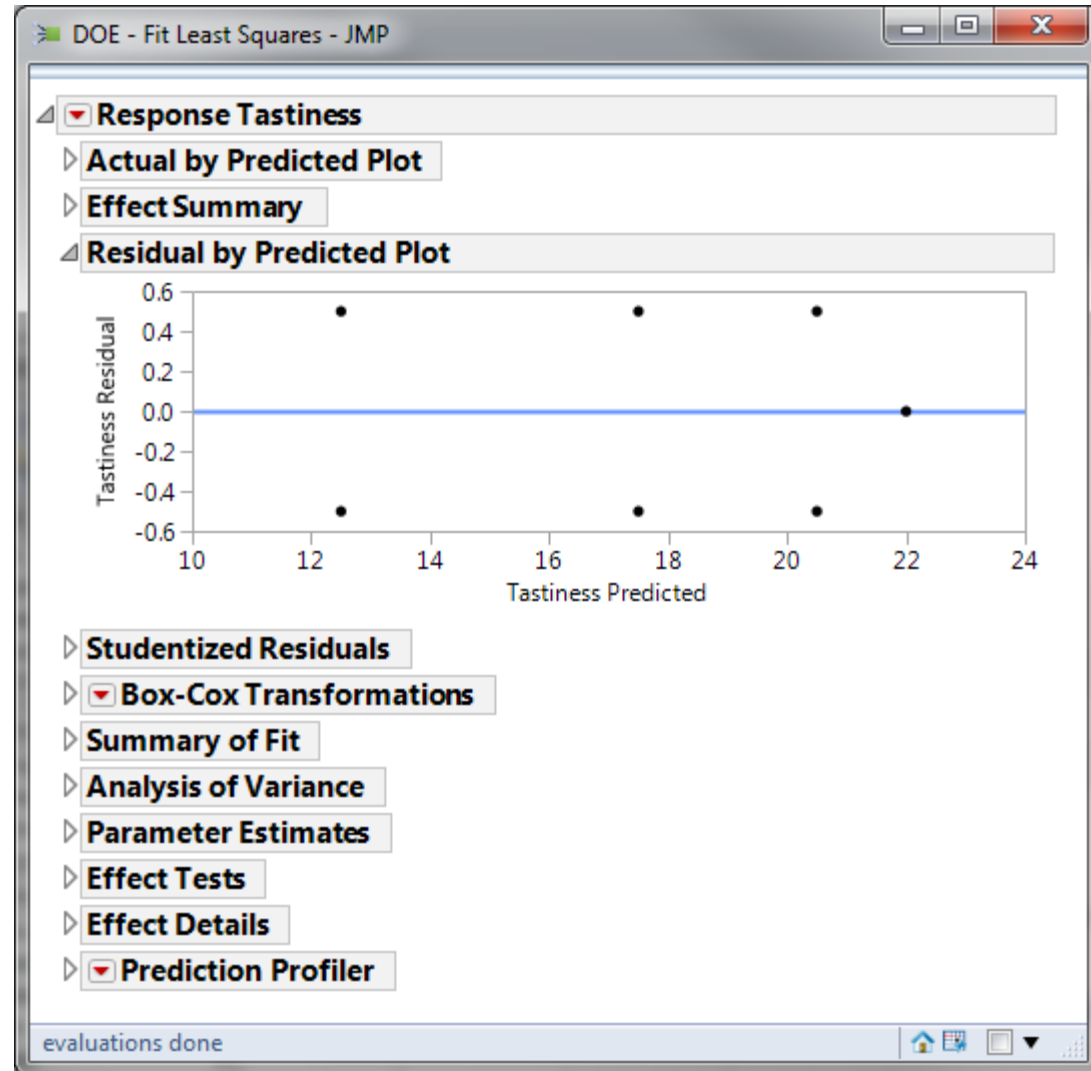 DOE - Fit Least Squares - JMP
Response Tastiness
Actual by Predicted Plot
Effect Summary
Residual by Predicted Plot
0.6
0.4
0.2
0.0
-0.2
-0.4
-0.6
Tastiness Residual
10 12 14 16 18 20 22 24
Tastiness Predicted
Studentized Residuals
Box-Cox Transformations
Summary of Fit
Analysis of Variance
Parameter Estimates
Effect Tests
Effect Details
Prediction Profiler
evaluations done